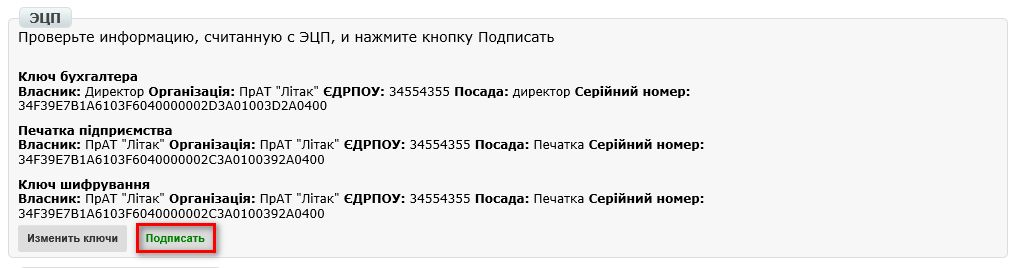 ЭЦП
Проверьте информацию, считанную с ЭЦП, и нажмите кнопку Подписать
Ключ бухгалтера
Власник: Директор Организація: ПрАТ "Літак" ЄДРПОУ: 34554355 Посада: директор Серійний номер:
34F39E7B1A6103F6040000002D3A01003D2A0400
Печатка підприємства
Власник: ПрАТ "Літак" Організація: ПрАТ "Літак" ЄДРПОУ: 34554355 Посада: Печатка Серійний номер:
34F39E7B1A6103F6040000002C3A0100392A0400
Ключ шифрування
Власник: ПрАТ "Літак" Організація: ПрАТ "Літак" ЄДРПОУ: 34554355 Посада: Печатка Серійний номер:
34F39E7B1A6103F6040000002C3A0100392A0400
Изменить ключи Подписать